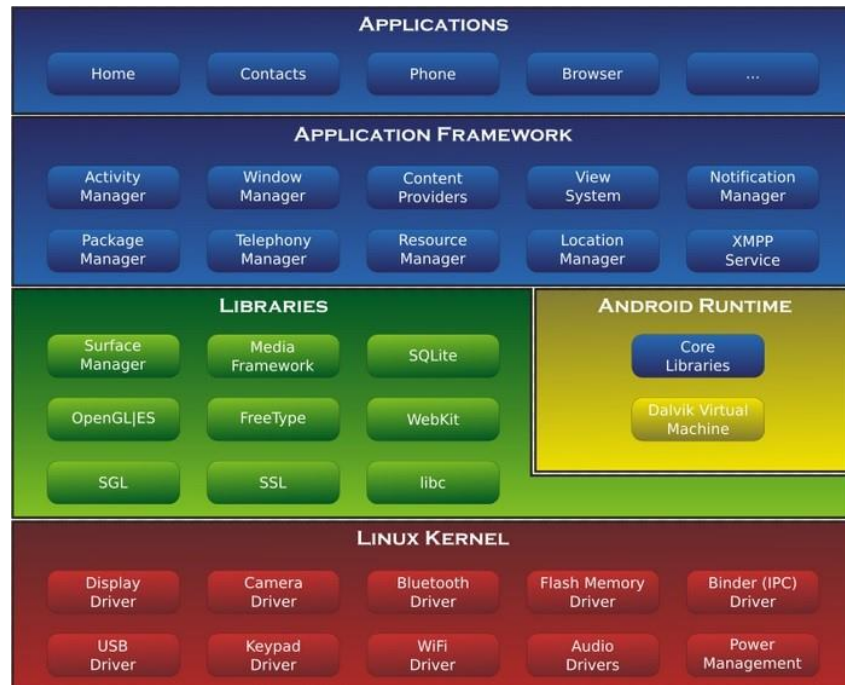 APPLICATIONS
Home
Contacts
Phone
Browser
...
APPLICATION FRAMEWORK
Activity
Manager
Window
Manager
Content
Providers
View
System
Notification
Manager
Package
Manager
Telephony
Manager
Resource
Manager
Location
Manager
XMPP
Service
LIBRARIES
Surface
Manager
Media
Framework
SQLite
OpenGL|ES
FreeType
WebKit
SGL
SSL
libc
ANDROID RUNTIME
Core
Libraries
Dalvik Virtual
Machine
LINUX KERNEL
Display
Driver
Camera
Driver
Bluetooth
Driver
Flash Memory
Driver
Binder (IPC)
Driver
USB
Driver
Keypad
Driver
WiFi
Driver
Audio
Drivers
Power
Management